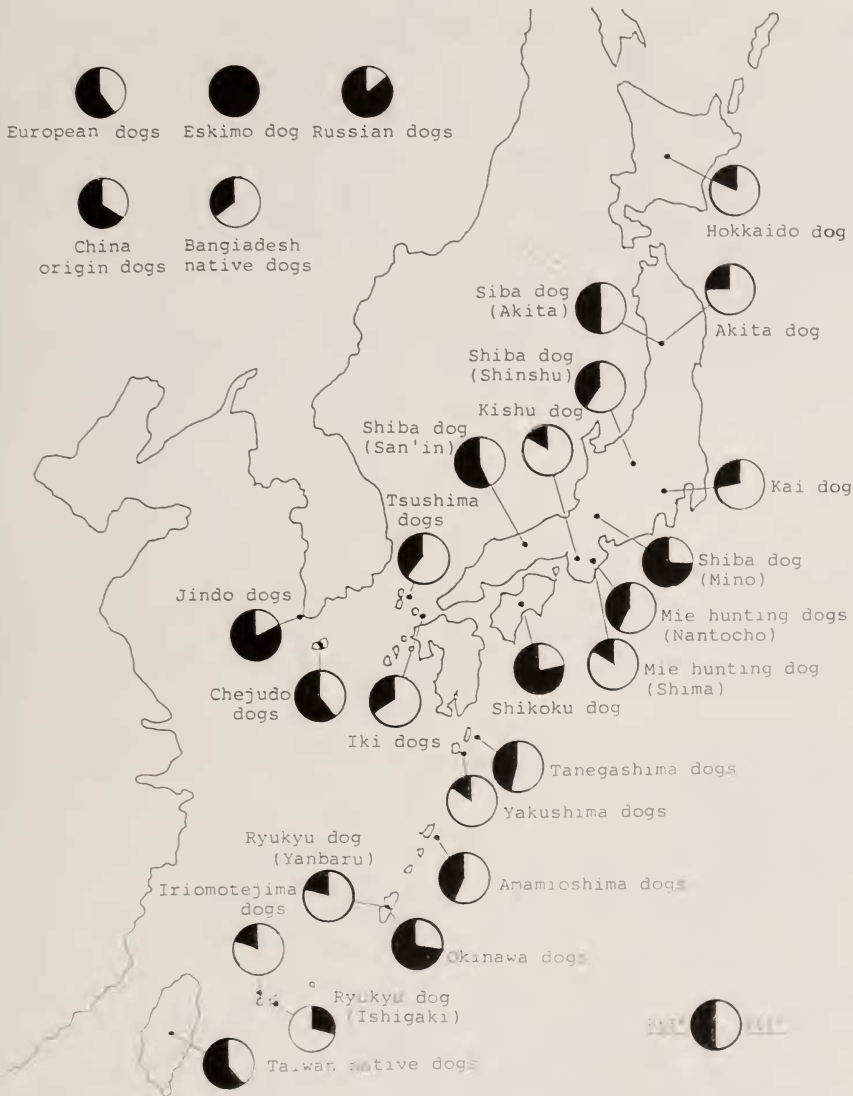 European dogs
Eskimo dog
Russian dogs
China
origin dogs
Bangiadesh
native dogs
Hokkaido dog
Siba dog
(Akita)
Akita dog
Shiba dog
(Shinshu)
Kishu dog
Shiba dog
(San'in)
Kai dog
Tsushima
dogs
Shiba dog
(Mino)
Jindo dogs
Mie hunting dogs
(Nantocho)
Mie hunting dog
(Shima)
Chejudo
dogs
Shikoku dog
Iki dogs
Tanegashima dogs
Yakushima dogs
Ryukyu dog
(Yanbaru)
Amamioshima dogs
Iriomotejima
dogs
Okinawa dogs
Ryukyu dog
(Ishigaki)
Taiwan native dogs